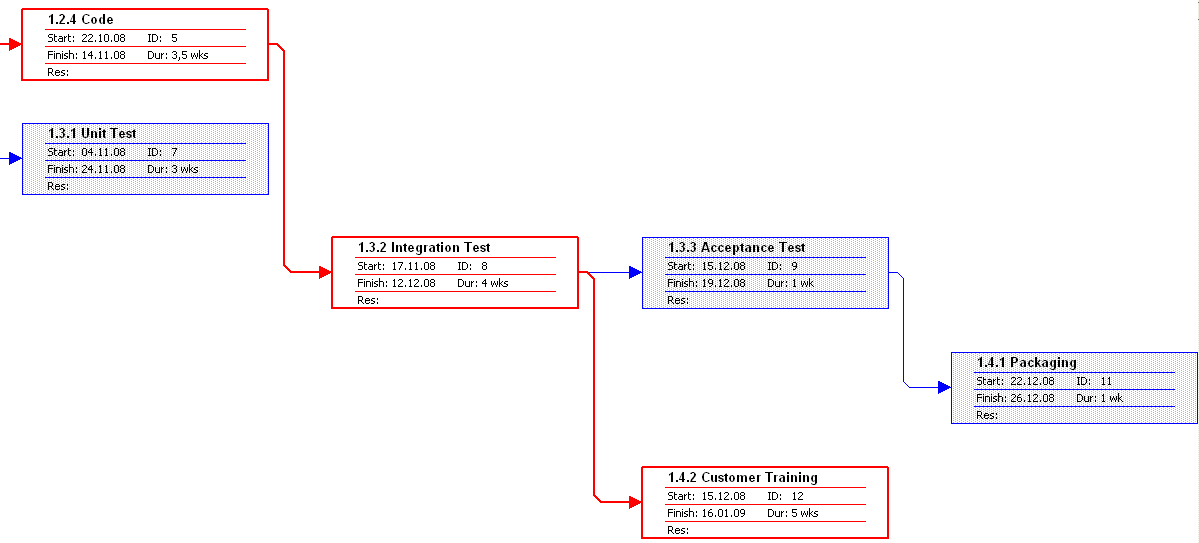 1.2.4 Code
Start: 22.10.08 ID: 5
Finish: 14.11.08 Dur: 3,5 wks
Res:
1.3.1 Unit Test
Start: 04.11.08 ID: 7
Finish: 24.11.08 Dur: 3 wks
Res:
1.3.2 Integration Test
Start: 17.11.08 ID: 8
Finish: 12.12.08 Dur: 4 wks
Res:
1.3.3 Acceptance Test
Start: 15.12.08 ID: 9
Finish: 19.12.08 Dur: 1 wk
Res:
1.4.1 Packaging
Start: 22.12.08 ID: 11
Finish: 26.12.08 Dur: 1 wk
Res:
1.4.2 Customer Training
Start: 15.12.08 ID: 12
Finish: 16.01.09 Dur: 5 wks
Res: